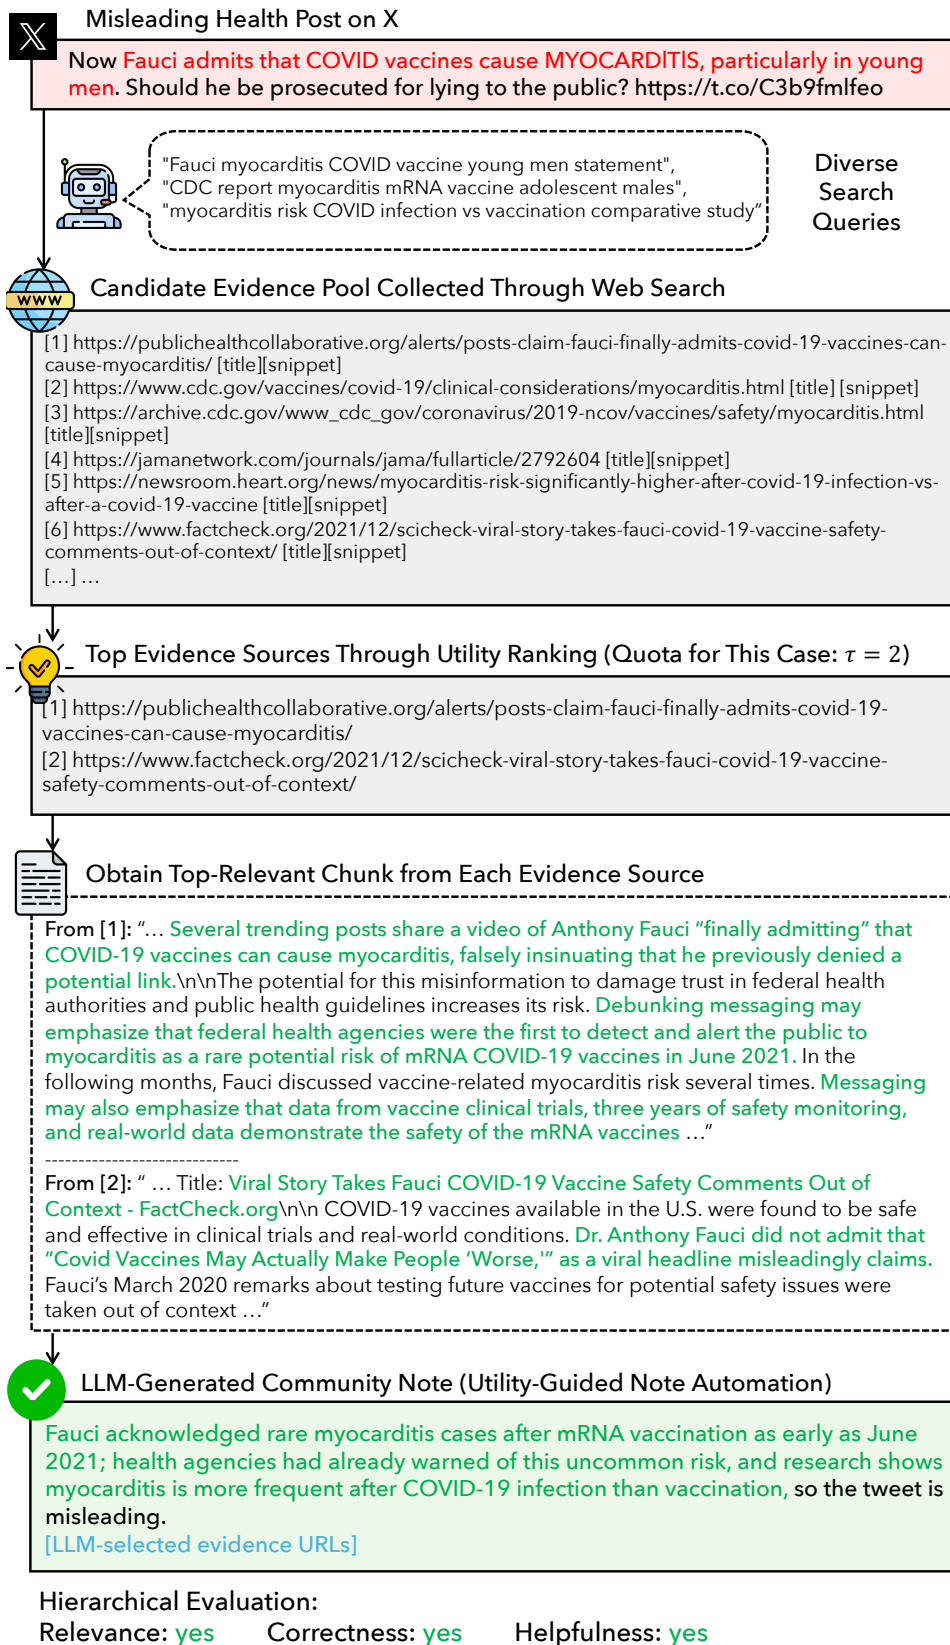 Misleading Health Post on X
Now Fauci admits that COVID vaccines cause MYOCARDITIS, particularly in young
men. Should he be prosecuted for lying to the public? https://t.co/C3b9fmlfeo
"Fauci myocarditis COVID vaccine young men statement",
"CDC report myocarditis mRNA vaccine adolescent males",
"myocarditis risk COVID infection vs vaccination comparative study"
Diverse
Search
Queries
WWW
Candidate Evidence Pool Collected Through Web Search
[1] https://publichealthcollaborative.org/alerts/posts-claim-fauci-finally-admits-covid-19-vaccines-can-
cause-myocarditis/ [title][snippet]
[2] https://www.cdc.gov/vaccines/covid-19/clinical-considerations/myocarditis.html [title] [snippet]
[3] https://archive.cdc.gov/www_cdc_gov/coronavirus/2019-ncov/vaccines/safety/myocarditis.html
[title][snippet]
[4] https://jamanetwork.com/journals/jama/fullarticle/2792604 [title][snippet]
[5] https://newsroom.heart.org/news/myocarditis-risk-significantly-higher-after-covid-19-infection-vs-
after-a-covid-19-vaccine [title][snippet]
[6] https://www.factcheck.org/2021/12/scicheck-viral-story-takes-fauci-covid-19-vaccine-safety-
comments-out-of-context/ [title][snippet]
[…] …
Top Evidence Sources Through Utility Ranking (Quota for This Case: τ = 2)
[1] https://publichealthcollaborative.org/alerts/posts-claim-fauci-finally-admits-covid-19-
vaccines-can-cause-myocarditis/
[2] https://www.factcheck.org/2021/12/scicheck-viral-story-takes-fauci-covid-19-vaccine-
safety-comments-out-of-context/
Obtain Top-Relevant Chunk from Each Evidence Source
From [1]: "… Several trending posts share a video of Anthony Fauci "finally admitting" that
COVID-19 vaccines can cause myocarditis, falsely insinuating that he previously denied a
potential link.\n\nThe potential for this misinformation to damage trust in federal health
authorities and public health guidelines increases its risk. Debunking messaging may
emphasize that federal health agencies were the first to detect and alert the public to
myocarditis as a rare potential risk of mRNA COVID-19 vaccines in June 2021. In the
following months, Fauci discussed vaccine-related myocarditis risk several times. Messaging
may also emphasize that data from vaccine clinical trials, three years of safety monitoring,
and real-world data demonstrate the safety of the mRNA vaccines …"
----------------------------
From [2]: " … Title: Viral Story Takes Fauci COVID-19 Vaccine Safety Comments Out of
Context - FactCheck.org\n\n COVID-19 vaccines available in the U.S. were found to be safe
and effective in clinical trials and real-world conditions. Dr. Anthony Fauci did not admit that
"Covid Vaccines May Actually Make People 'Worse,'" as a viral headline misleadingly claims.
Fauci's March 2020 remarks about testing future vaccines for potential safety issues were
taken out of context …"
LLM-Generated Community Note (Utility-Guided Note Automation)
Fauci acknowledged rare myocarditis cases after mRNA vaccination as early as June
2021; health agencies had already warned of this uncommon risk, and research shows
myocarditis is more frequent after COVID-19 infection than vaccination, so the tweet is
misleading.
[LLM-selected evidence URLs]
Hierarchical Evaluation:
Relevance: yes Correctness: yes Helpfulness: yes